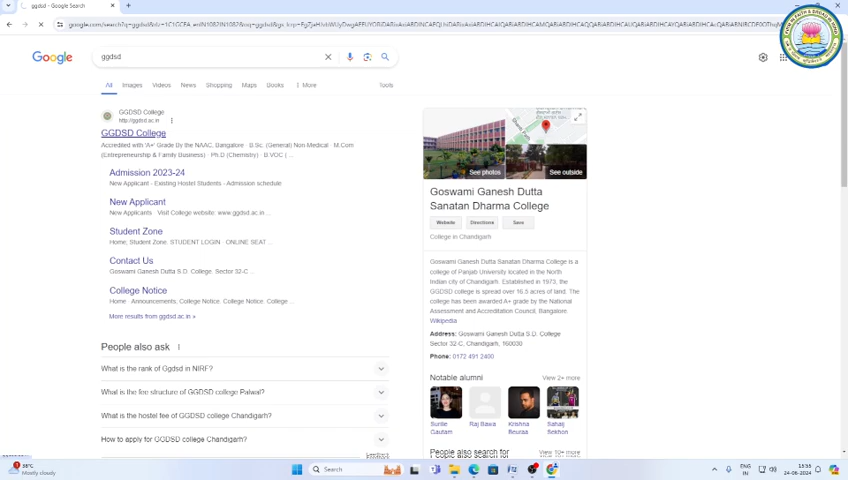 ggdsd - Google Search
ggdsd
All Images Videos News Shopping Maps Books More Tools
GGDSD College
http://ggdsd.ac.in
GGDSD College
Accredited with 'A+' Grade By the NAAC, Bangalore · B.Sc. (General) Non-Medical · M.Com
(Entrepreneurship & Family Business) · Ph.D (Chemistry) · B.VOC ( ...
Admission 2023-24
New Applicant · Existing Hostel Students · Admission schedule
New Applicant
New Applicants · Visit College website: www.ggdsd.ac.in ...
Student Zone
Home; Student Zone. STUDENT LOGIN · ONLINE SEAT ...
Contact Us
Goswami Ganesh Dutta S.D. College, Sector 32-C ...
College Notice
Home · Announcements; College Notice. College Notice. College ...
More results from ggdsd.ac.in »
People also ask
What is the rank of Ggdsd in NIRF?
What is the fee structure of GGDSD college Palwal?
What is the hostel fee of GGDSD college Chandigarh?
How to apply for GGDSD college Chandigarh?
See photos
See outside
Goswami Ganesh Dutta
Sanatan Dharma College
Website Directions Save
College in Chandigarh
Goswami Ganesh Dutta Sanatan Dharma College is a
college of Panjab University located in the North
Indian city of Chandigarh. Established in 1973, the
GGDSD college is spread over 16.5 acres of land. The
college has been awarded A+ grade by the National
Assessment and Accreditation Council, Bangalore.
Wikipedia
Address: Goswami Ganesh Dutta S.D. College
Sector 32-C, Chandigarh, 160030
Phone: 0172 491 2400
Notable alumni View 2+ more
Surilie Gautam
Raj Bawa
Krishna Beuraa
Sahaij Sekhon
People also search for View 10+ more
36°C
Mostly cloudy
Search
ENG
IN
24-06-2024